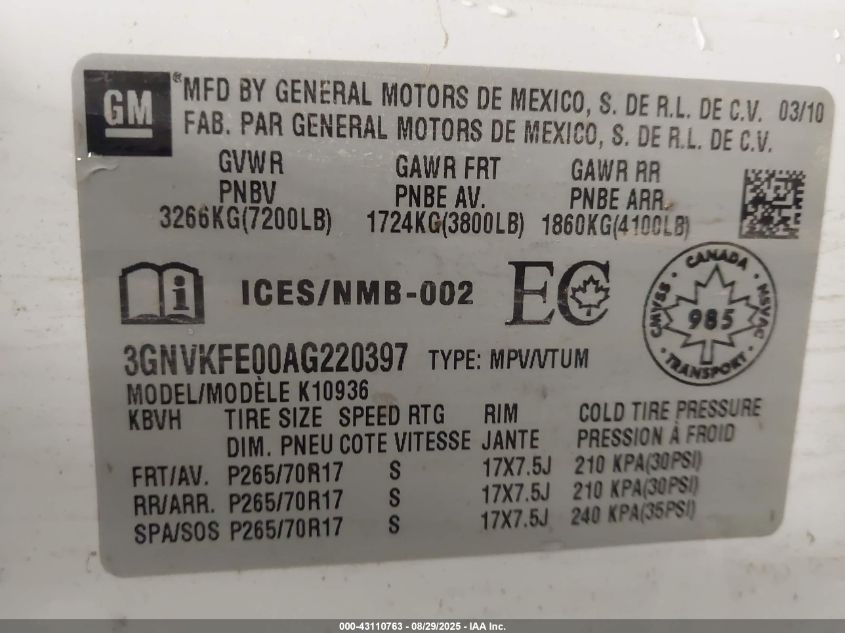 GM ® MFD BY GENERAL MOTORS DE MEXICO, S. DE R.L. DE C.V. 03/10
FAB. PAR GENERAL MOTORS DE MEXICO, S. DE R.L. DE C.V.
GVWR GAWR FRT GAWR RR
PNBV PNBE AV. PNBE ARR.
3266KG(7200LB) 1724KG(3800LB) 1860KG(4100LB)
i ICES/NMB-002 EC
CANADA
CMVSS 985 NSVAC
TRANSPORT
3GNVKFE00AG220397 TYPE: MPV/VTUM
MODEL/MODÈLE K10936
KBVH TIRE SIZE SPEED RTG RIM COLD TIRE PRESSURE
DIM. PNEU COTE VITESSE JANTE PRESSION À FROID
FRT/AV. P265/70R17 S 17X7.5J 210 KPA(30PSI)
RR/ARR. P265/70R17 S 17X7.5J 210 KPA(30PSI)
SPA/SOS P265/70R17 S 17X7.5J 240 KPA(35PSI)
000-43110763 - 08/29/2025 - IAA Inc.